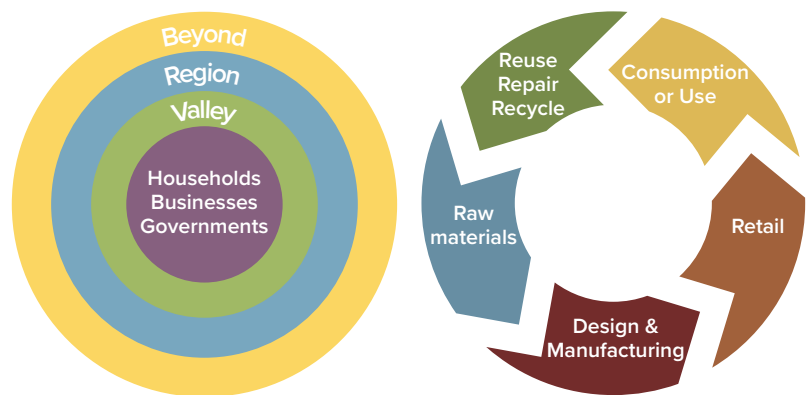 Beyond
Region
Valley
Households
Businesses
Governments
Reuse
Repair
Recycle
Consumption
or Use
Retail
Design &
Manufacturing
Raw
materials